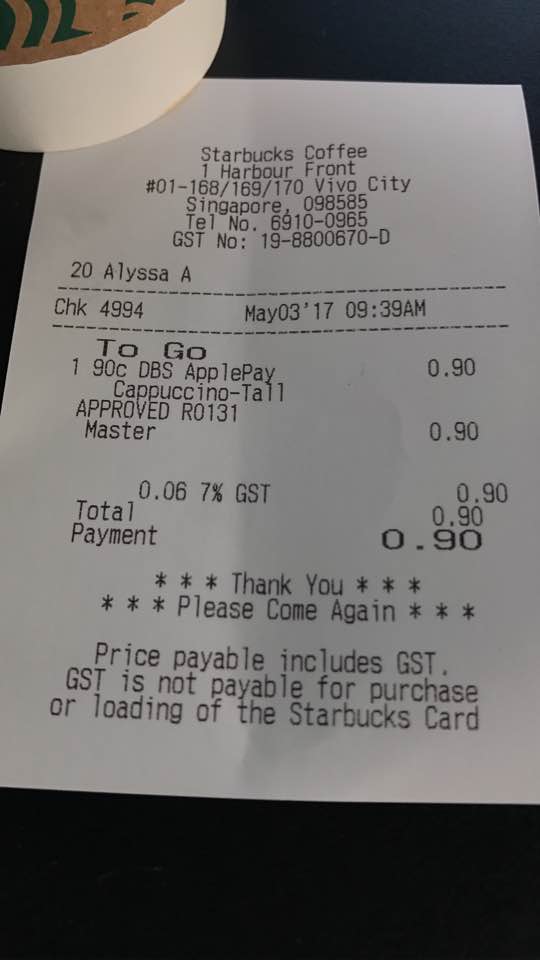 Starbucks Coffee
1 Harbour Front
#01-168/169/170 Vivo City
Singapore, 098585
Tel No. 6910-0965
GST No: 19-8800670-D
20 Alyssa A
Chk 4994 May03'17 09:39AM
To Go
1 90c DBS ApplePay 0.90
Cappuccino-Tall
APPROVED R0131
Master 0.90
0.06 7% GST 0.90
Total 0.90
Payment 0.90
* * * Thank You * * *
* * * Please Come Again * * *
Price payable includes GST.
GST is not payable for purchase
or loading of the Starbucks Card